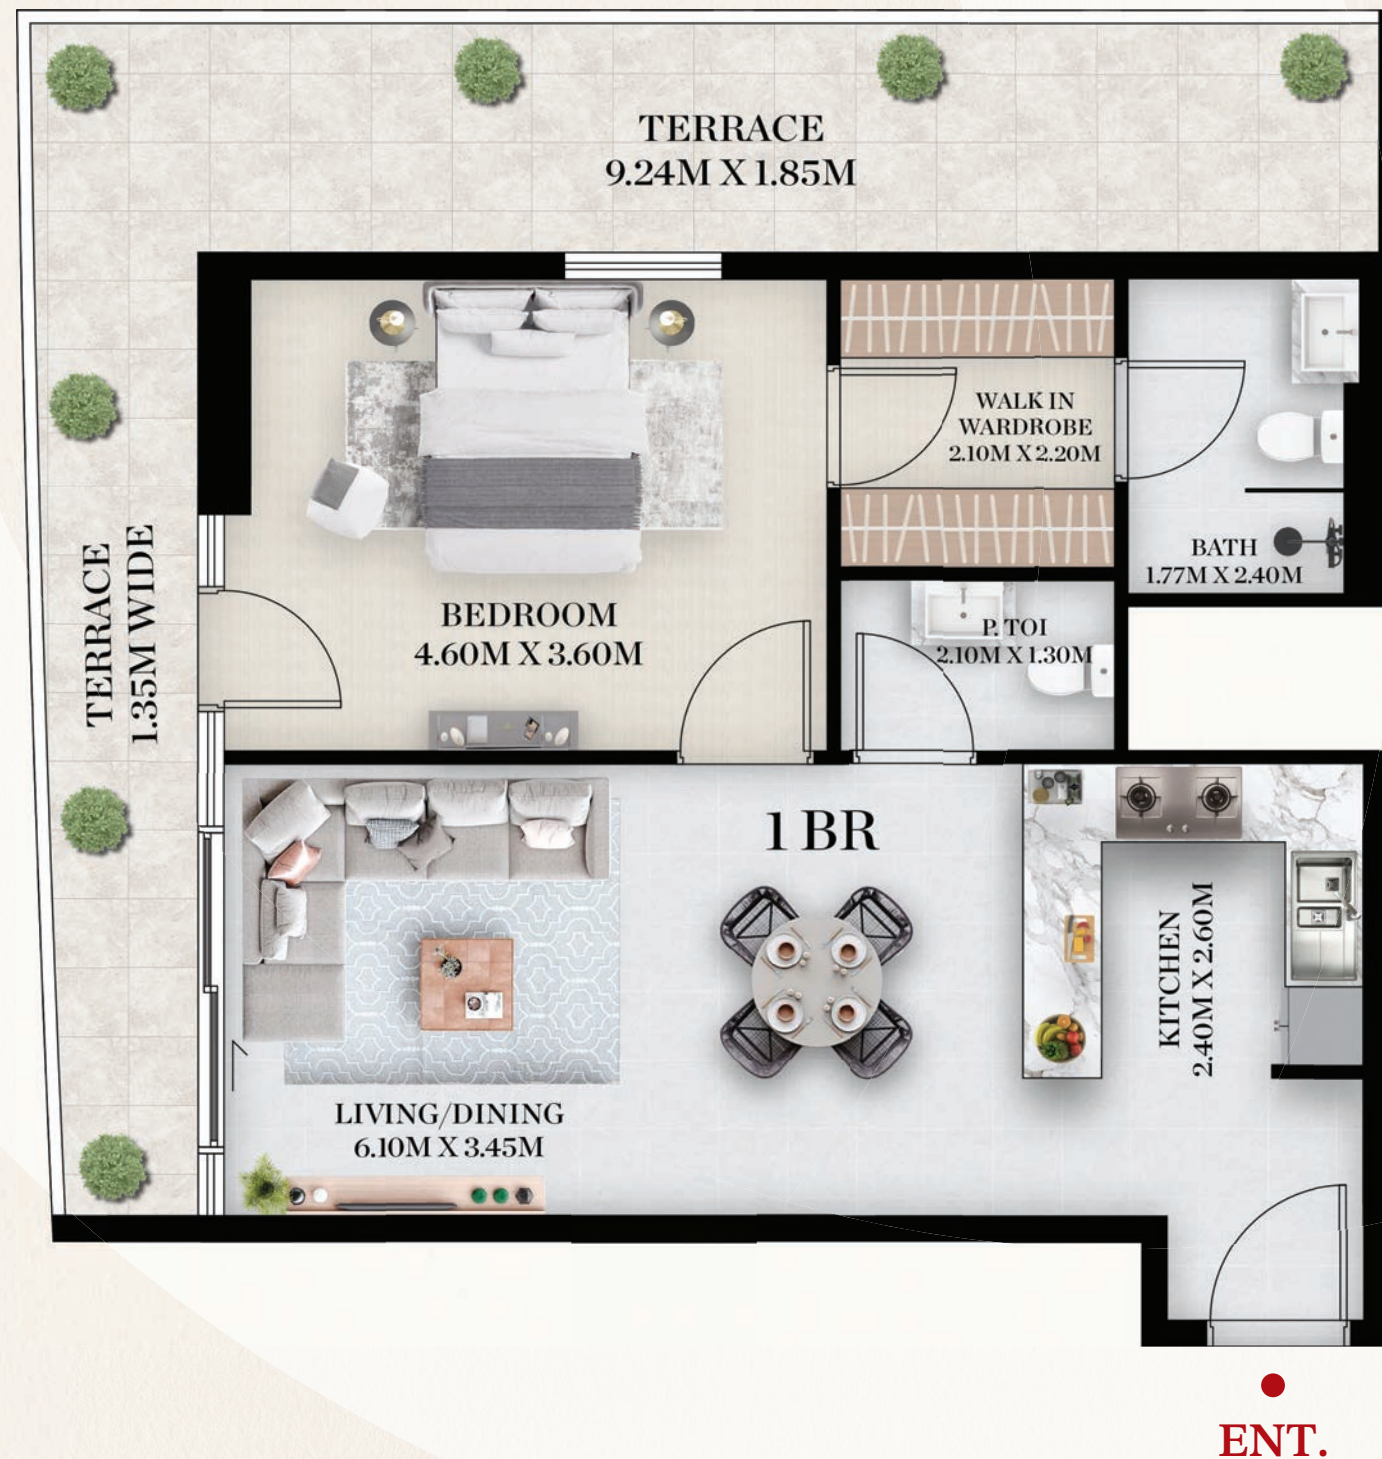 TERRACE
9.24M X 1.85M
WALK IN
WARDROBE
2.10M X 2.20M
BATH
1.77M X 2.40M
TERRACE
1.35M WIDE
BEDROOM
4.60M X 3.60M
P. TOI
2.10M X 1.30M
1 BR
KITCHEN
2.40M X 2.60M
LIVING/DINING
6.10M X 3.45M
ENT.